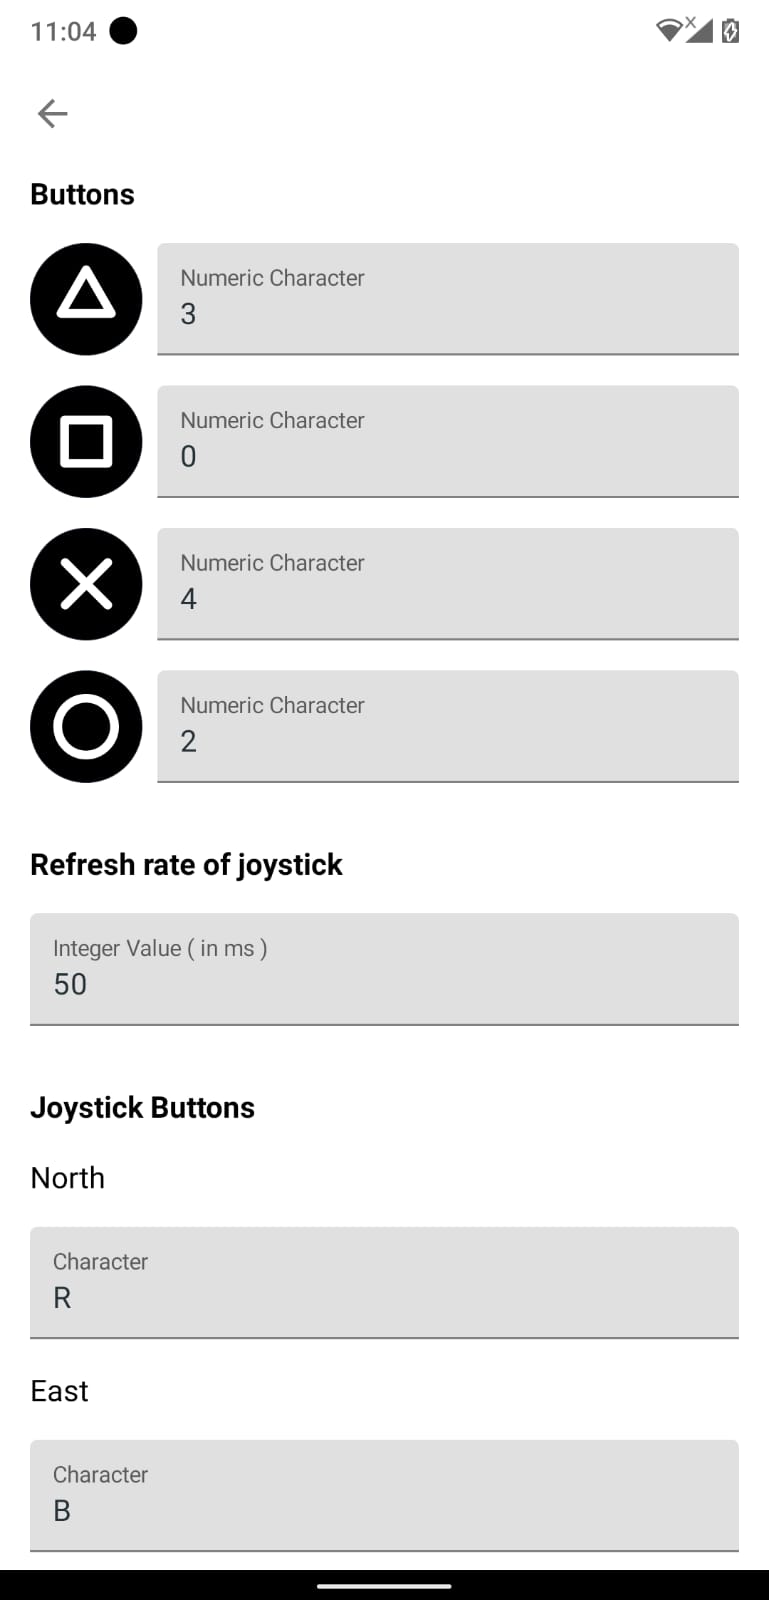 11:04
Buttons
Numeric Character
3
Numeric Character
0
Numeric Character
4
Numeric Character
2
Refresh rate of joystick
Integer Value ( in ms )
50
Joystick Buttons
North
Character
R
East
Character
B